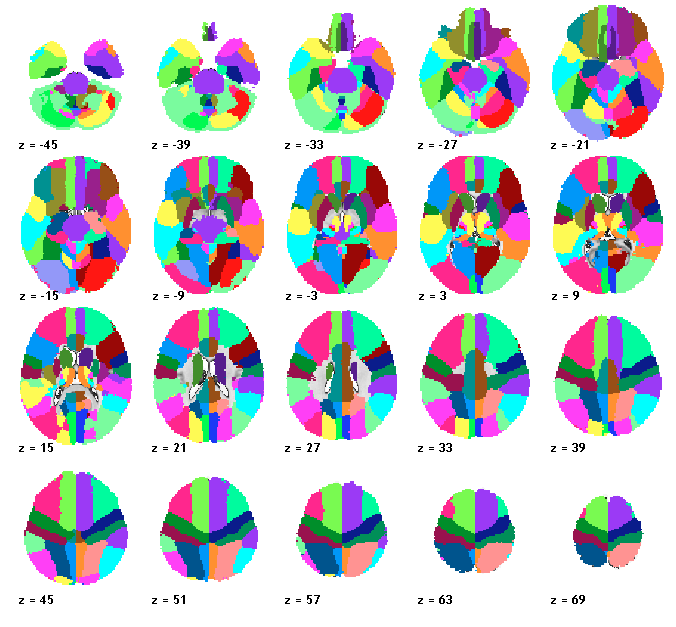 z = -45
z = -39
z = -33
z = -27
z = -21
z = -15
z = -9
z = -3
z = 3
z = 9
z = 15
z = 21
z = 27
z = 33
z = 39
z = 45
z = 51
z = 57
z = 63
z = 69